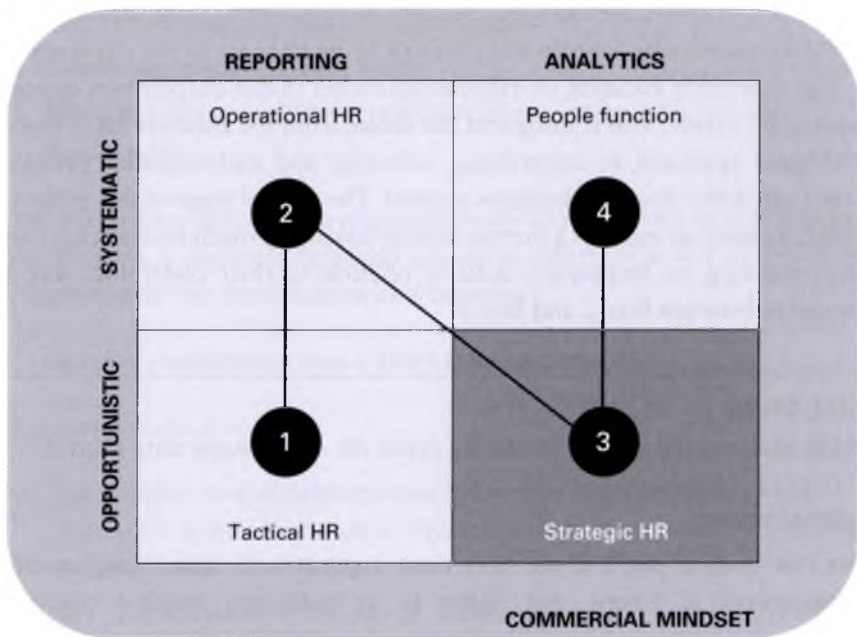 REPORTING ANALYTICS
Operational HR People function
SYSTEMATIC
2 4
OPPORTUNISTIC
1 3
Tactical HR Strategic HR
COMMERCIAL MINDSET